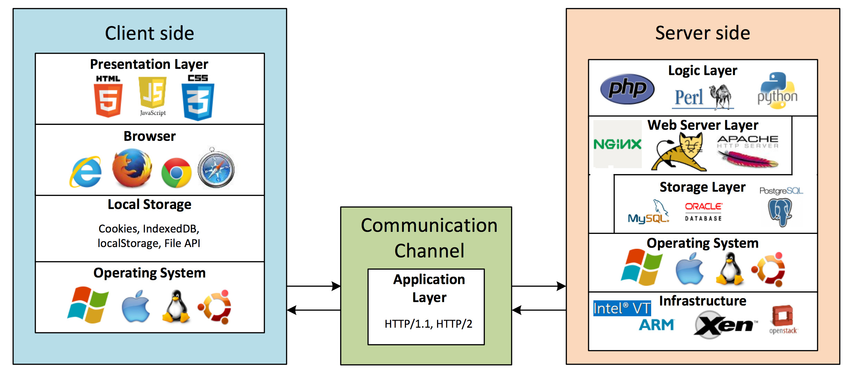 Client side
Presentation Layer
HTML
5
JS
JavaScript
CSS
3
Browser
Local Storage
Cookies, IndexedDB,
localStorage, File API
Operating System
Communication
Channel
Application
Layer
HTTP/1.1, HTTP/2
Server side
Logic Layer
php
Perl
python
Web Server Layer
NGINX
APACHE
HTTP SERVER
Storage Layer
MySQL
ORACLE
DATABASE
PostgreSQL
Operating System
Infrastructure
Intel® VT
ARM
Xen
openstack